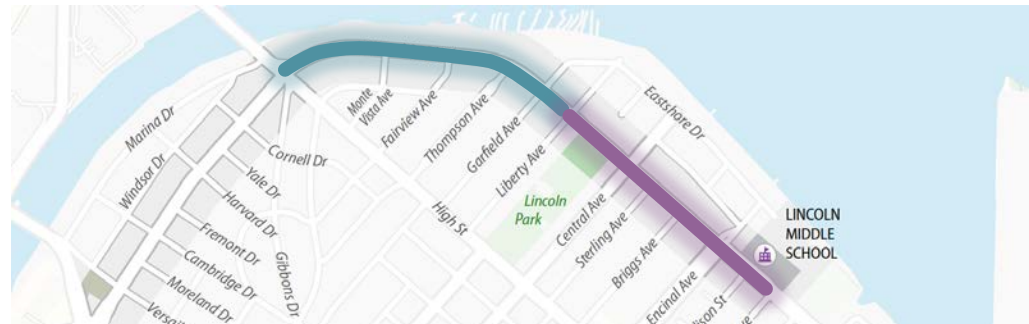 Marina Dr
Windsor Dr
Cornell Dr
Yale Dr
Harvard Dr
Fremont Dr
Cambridge Dr
Moreland Dr
Gibbons Dr
Monte
Vista Ave
Fairview Ave
Thompson Ave
Garfield Ave
Liberty Ave
High St
Lincoln
Park
Central Ave
Sterling Ave
Briggs Ave
Encinal Ave
Eastshore Dr
LINCOLN
MIDDLE
SCHOOL